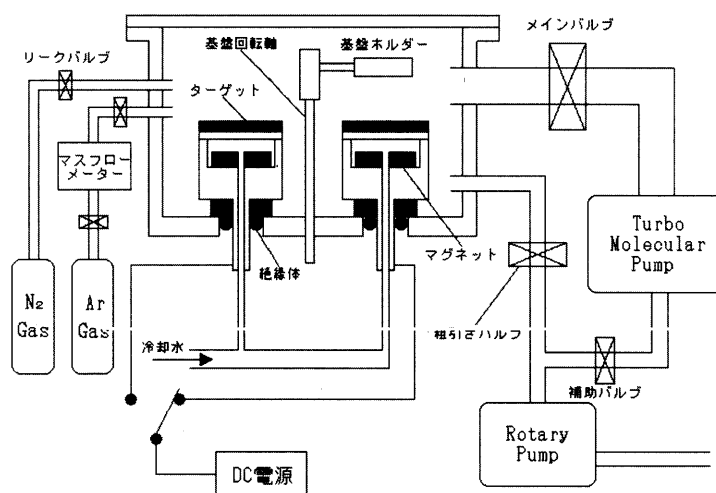 リークバルブ
基盤回転軸
基盤ホルダー
メインバルブ
ターゲット
マスフロー
メーター
Turbo
Molecular
Pump
マグネット
絶縁体
N₂
Gas
Ar
Gas
粗引きバルブ
冷却水
補助バルブ
Rotary
Pump
DC電源